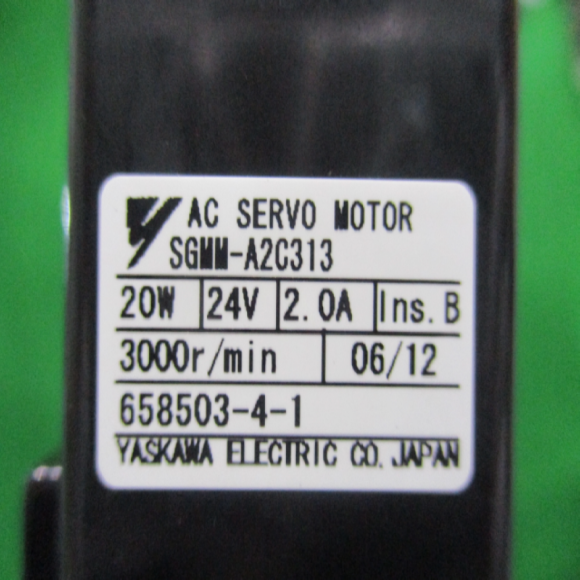 AC SERVO MOTOR
SGMM-A2C313
20W 24V 2.0A Ins.B
3000r/min 06/12
658503-4-1
YASKAWA ELECTRIC CO. JAPAN